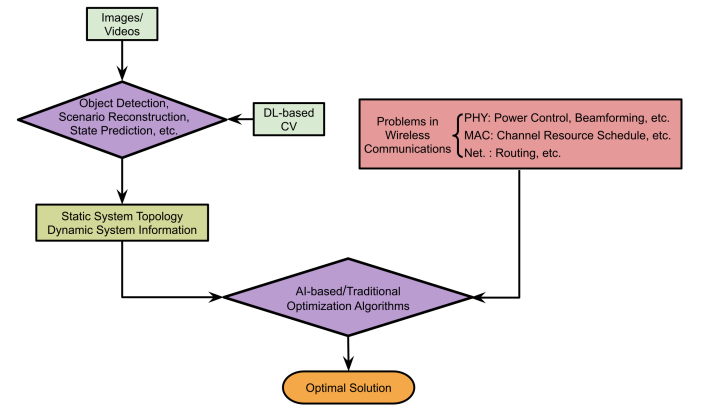 Images/
Videos
Object Detection,
Scenario Reconstruction,
State Prediction, etc.
DL-based
CV
Problems in
Wireless
Communications
PHY: Power Control, Beamforming, etc.
MAC: Channel Resource Schedule, etc.
Net. : Routing, etc.
Static System Topology
Dynamic System Information
AI-based/Traditional
Optimization Algorithms
Optimal Solution